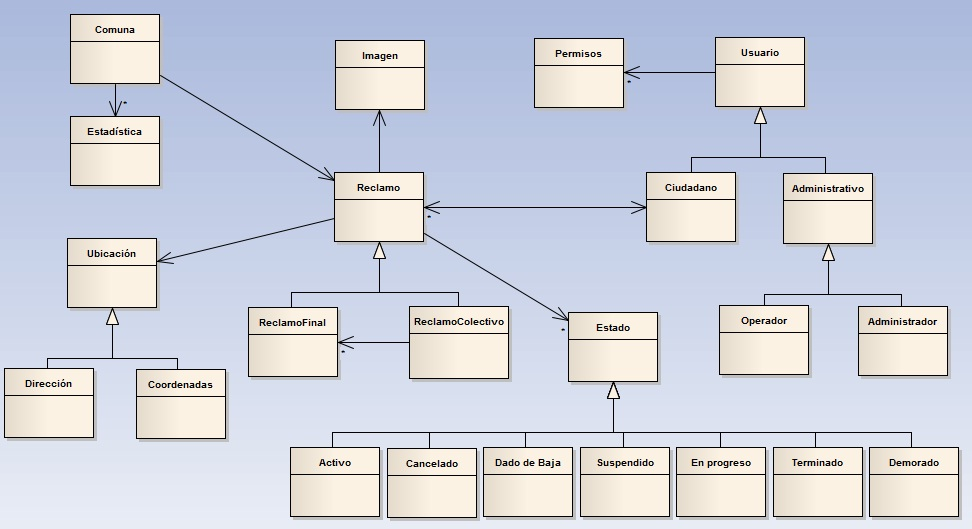 Comuna
Imagen
Permisos
*
Usuario
*
Estadística
Reclamo
*
Ciudadano
Administrativo
Ubicación
ReclamoFinal
*
ReclamoColectivo
*
Estado
Operador
Administrador
Dirección
Coordenadas
Activo
Cancelado
Dado de Baja
Suspendido
En progreso
Terminado
Demorado